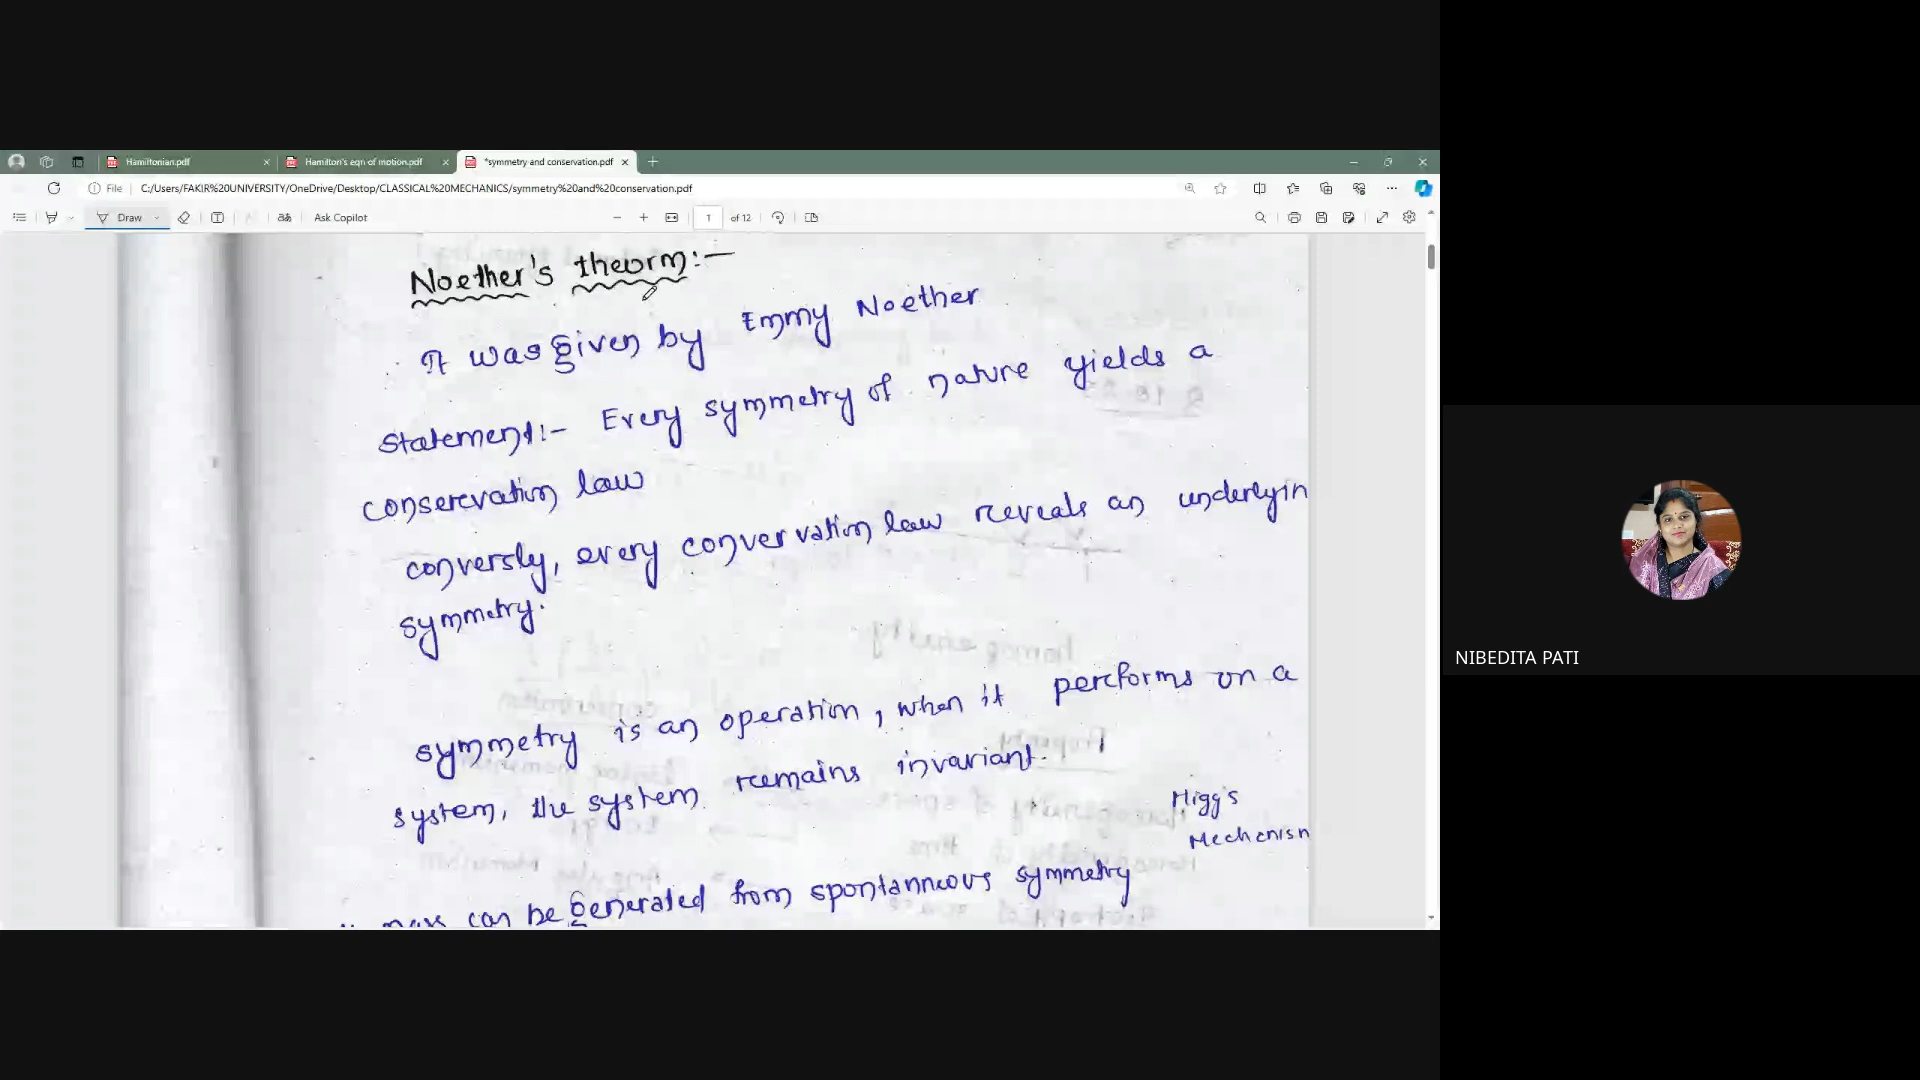 Hamiltonian.pdf
Hamilton's eqn of motion.pdf
*symmetry and conservation.pdf
File C:/Users/FAKIR%20UNIVERSITY/OneDrive/Desktop/CLASSICAL%20MECHANICS/symmetry%20and%20conservation.pdf
Draw Ask Copilot 1 of 12
Noether's theorm:-
It was given by Emmy Noether
Statement:- Every symmetry of nature yields a
conservation law
conversly, every convervation law reveals an underlyin
symmetry.
symmetry is an operation, when it performs on a
system, the system remains invariant.
Higg's
Mechanism
mass can be generated from spontanneous symmetry
NIBEDITA PATI